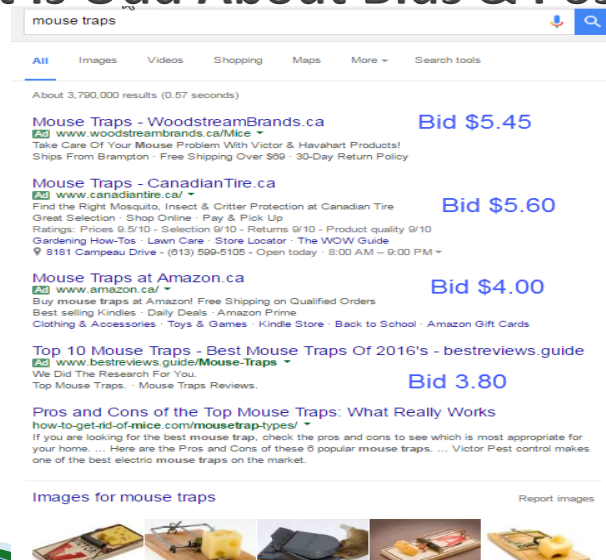 t Is Odd About Bids & Pos
mouse traps
All Images Videos Shopping Maps More Search tools
About 3,790,000 results (0.57 seconds)
Mouse Traps - WoodstreamBrands.ca Bid $5.45
Ad www.woodstreambrands.ca/Mice
Take Care Of Your Mouse Problem With Victor & Havahart Products!
Ships From Brampton · Free Shipping Over $69 · 30-Day Return Policy
Mouse Traps - CanadianTire.ca
Ad www.canadiantire.ca/ Bid $5.60
Find the Right Mosquito, Insect & Critter Protection at Canadian Tire
Great Selection · Shop Online · Pay & Pick Up
Ratings: Prices 9.5/10 - Selection 9/10 - Returns 9/10 - Product quality 9/10
Gardening How-Tos · Lawn Care · Store Locator · The WOW Guide
8181 Campeau Drive - (613) 599-5105 - Open today · 8:00 AM – 9:00 PM
Mouse Traps at Amazon.ca Bid $4.00
Ad www.amazon.ca/
Buy mouse traps at Amazon! Free Shipping on Qualified Orders
Best selling Kindles · Daily Deals · Amazon Prime
Clothing & Accessories · Toys & Games · Kindle Store · Back to School · Amazon Gift Cards
Top 10 Mouse Traps - Best Mouse Traps Of 2016's - bestreviews.guide
Ad www.bestreviews.guide/Mouse-Traps
We Did The Research For You.
Top Mouse Traps. · Mouse Traps Reviews. Bid 3.80
Pros and Cons of the Top Mouse Traps: What Really Works
how-to-get-rid-of-mice.com/mousetrap-types/
If you are looking for the best mouse trap, check the pros and cons to see which is most appropriate for
your home. ... Here are the Pros and Cons of these 6 popular mouse traps. ... Victor Pest control makes
one of the best electric mouse traps on the market.
Images for mouse traps Report images